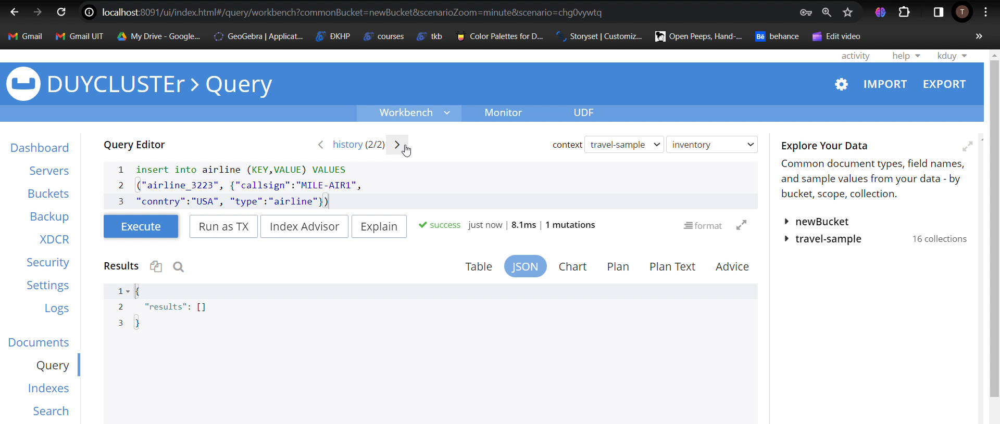 localhost:8091/ui/index.html#/query/workbench?commonBucket=newBucket&scenarioZoom=minute&scenario=chg0vywtq
T
Gmail
Gmail UIT
My Drive - Google...
GeoGebra | Applicat...
ĐKHP
courses
tkb
Color Palettes for D...
Storyset | Customiz...
Open Peeps, Hand-...
Bē behance
Edit video
activity
help
kduy
DUYCLUSTEr > Query
IMPORT
EXPORT
Workbench
Monitor
UDF
Dashboard
Servers
Buckets
Backup
XDCR
Security
Settings
Logs
Documents
Query
Indexes
Search
Query Editor
history (2/2)
context
travel-sample
inventory
1 insert into airline (KEY,VALUE) VALUES
2 ("airline_3223", {"callsign":"MILE-AIR1",
3 "conntry":"USA", "type":"airline"})
Execute
Run as TX
Index Advisor
Explain
success just now | 8.1ms | 1 mutations
format
Results
Table
JSON
Chart
Plan
Plan Text
Advice
1 {
2 "results": []
3 }
Explore Your Data
Common document types, field names,
and sample values from your data - by
bucket, scope, collection.
newBucket
travel-sample
16 collections